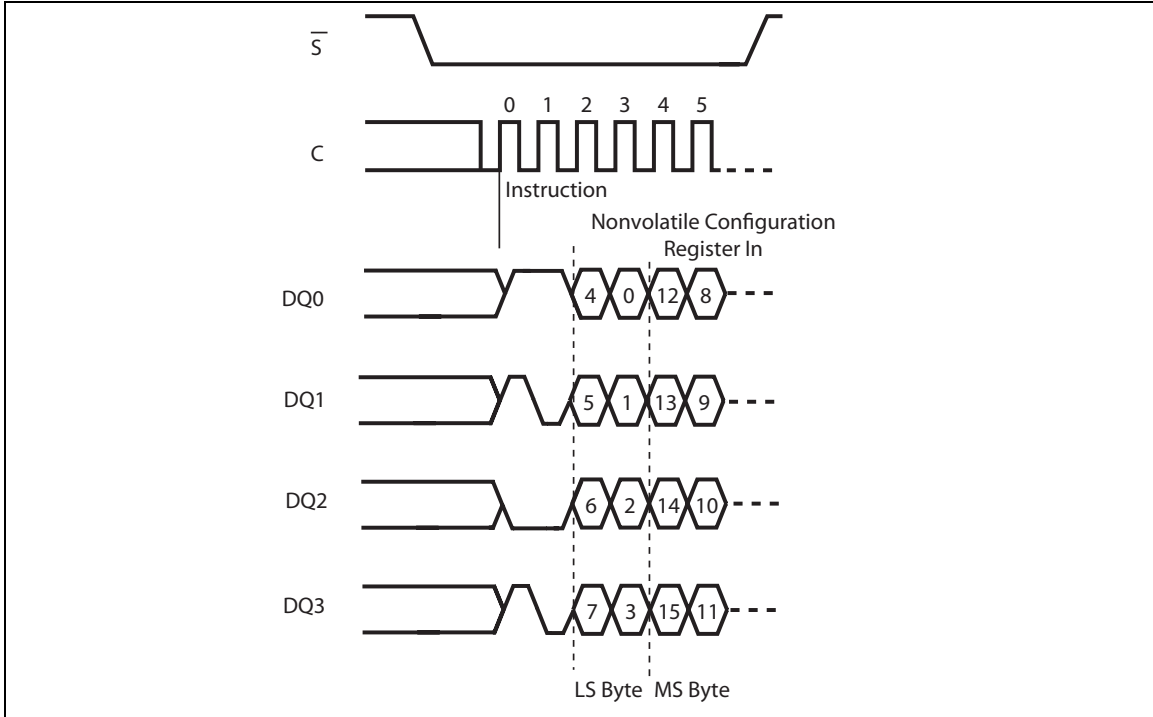 S
0 1 2 3 4 5
C
Instruction
Nonvolatile Configuration
Register In
DQ0 4 0 12 8
DQ1 5 1 13 9
DQ2 6 2 14 10
DQ3 7 3 15 11
LS Byte MS Byte